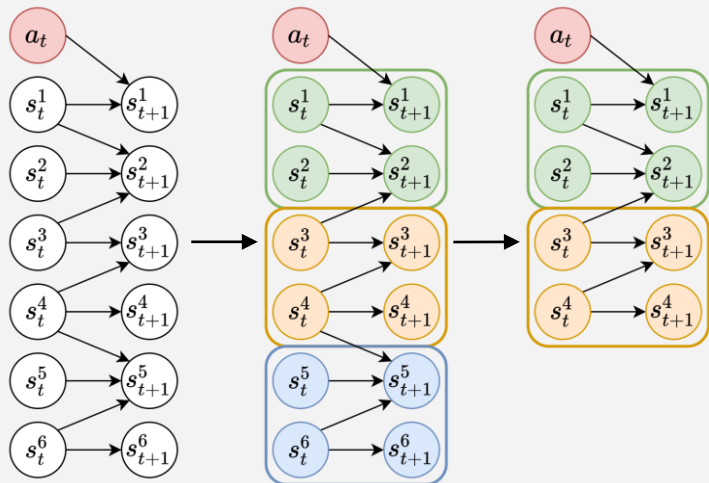 a_t a_t a_t
s_t^1 s_{t+1}^1 s_t^1 s_{t+1}^1 s_t^1 s_{t+1}^1
s_t^2 s_{t+1}^2 s_t^2 s_{t+1}^2 s_t^2 s_{t+1}^2
s_t^3 s_{t+1}^3 s_t^3 s_{t+1}^3 s_t^3 s_{t+1}^3
s_t^4 s_{t+1}^4 s_t^4 s_{t+1}^4 s_t^4 s_{t+1}^4
s_t^5 s_{t+1}^5 s_t^5 s_{t+1}^5
s_t^6 s_{t+1}^6 s_t^6 s_{t+1}^6